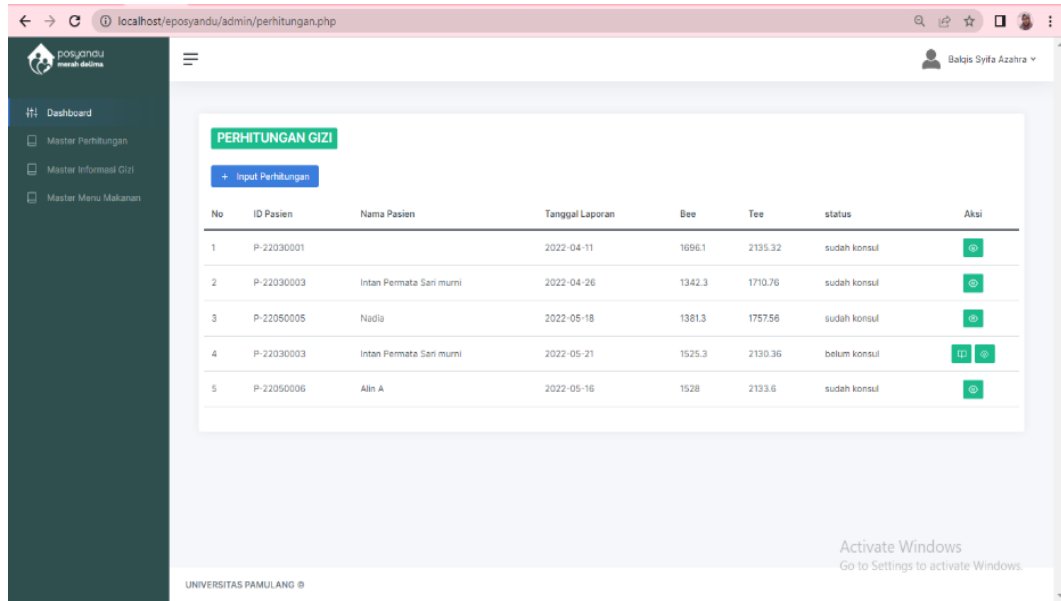 localhost/eposyandu/admin/perhitungan.php
posyandu
merah delima
Balqis Syifa Azahra
Dashboard
Master Perhitungan
Master Informasi Gizi
Master Menu Makanan
PERHITUNGAN GIZI
+ Input Perhitungan
No ID Pasien Nama Pasien Tanggal Laporan Bee Tee status Aksi
1 P-22030001 2022-04-11 1696.1 2135.32 sudah konsul
2 P-22030003 Intan Permata Sari murni 2022-04-26 1342.3 1710.76 sudah konsul
3 P-22050005 Nadia 2022-05-18 1381.3 1757.56 sudah konsul
4 P-22030003 Intan Permata Sari murni 2022-05-21 1525.3 2130.36 belum konsul
5 P-22050006 Alin A 2022-05-16 1528 2133.6 sudah konsul
Activate Windows
Go to Settings to activate Windows.
UNIVERSITAS PAMULANG ©